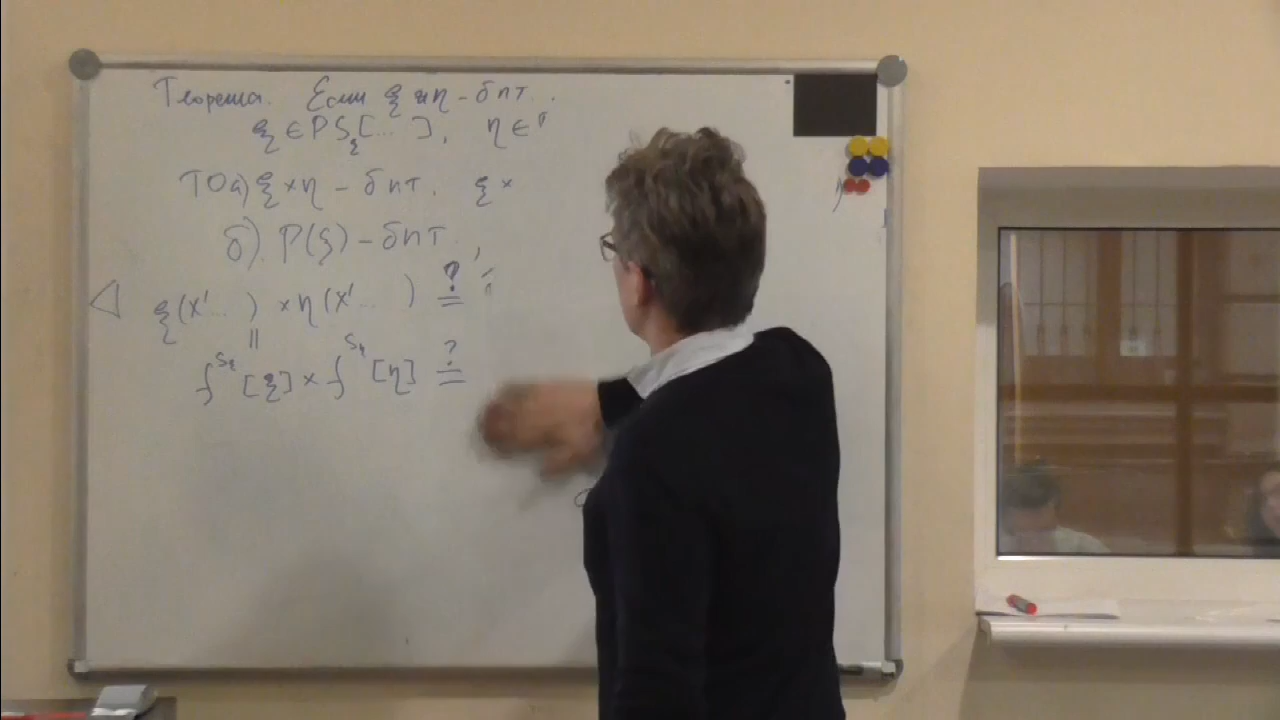 Теорема. Если ξ и η – бпт. ..
ξ ∈ PS_ξ[...], η ∈
ТО а) ξ×η – бпт. ξ×
б). P(ξ) – бпт
◁ ξ(x'...) × η(x'... ) ≟
||
f^{S_ξ}[ξ] × f^{S_η}[η] ≟